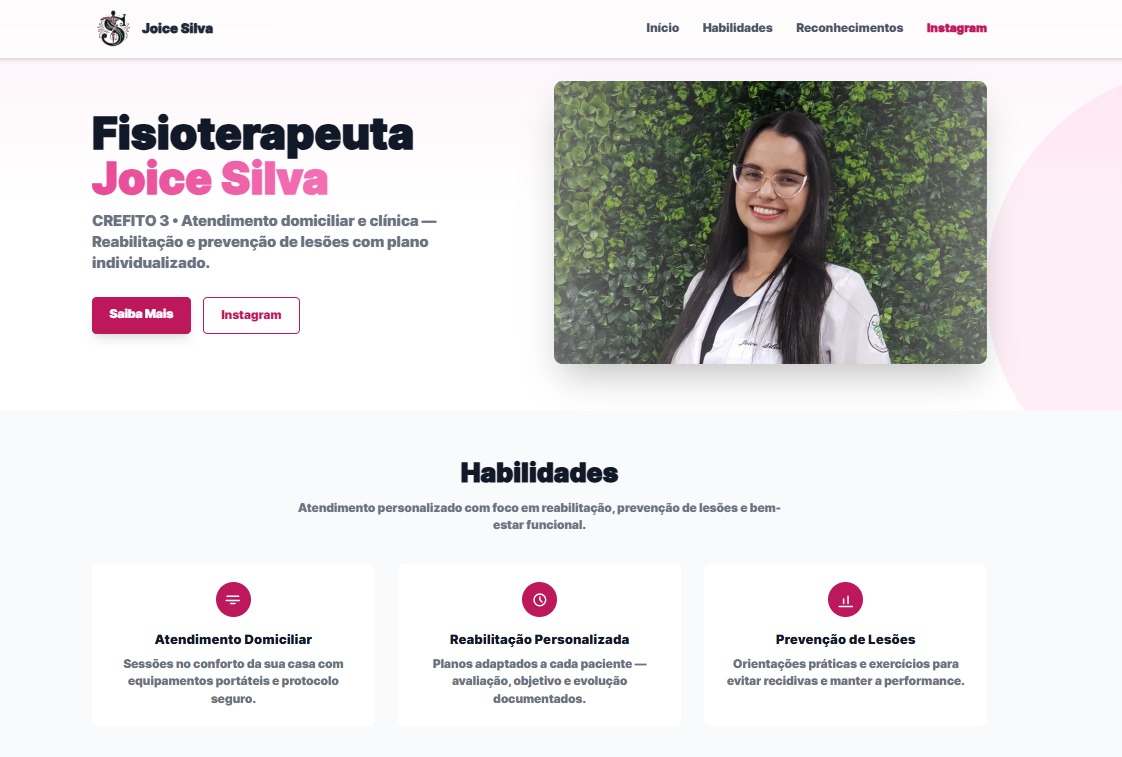 Joice Silva
Início Habilidades Reconhecimentos Instagram
Fisioterapeuta
Joice Silva
CREFITO 3 • Atendimento domiciliar e clínica —
Reabilitação e prevenção de lesões com plano
individualizado.
Saiba Mais Instagram
Joice Silva
Habilidades
Atendimento personalizado com foco em reabilitação, prevenção de lesões e bem-
estar funcional.
Atendimento Domiciliar
Sessões no conforto da sua casa com
equipamentos portáteis e protocolo
seguro.
Reabilitação Personalizada
Planos adaptados a cada paciente —
avaliação, objetivo e evolução
documentados.
Prevenção de Lesões
Orientações práticas e exercícios para
evitar recidivas e manter a performance.